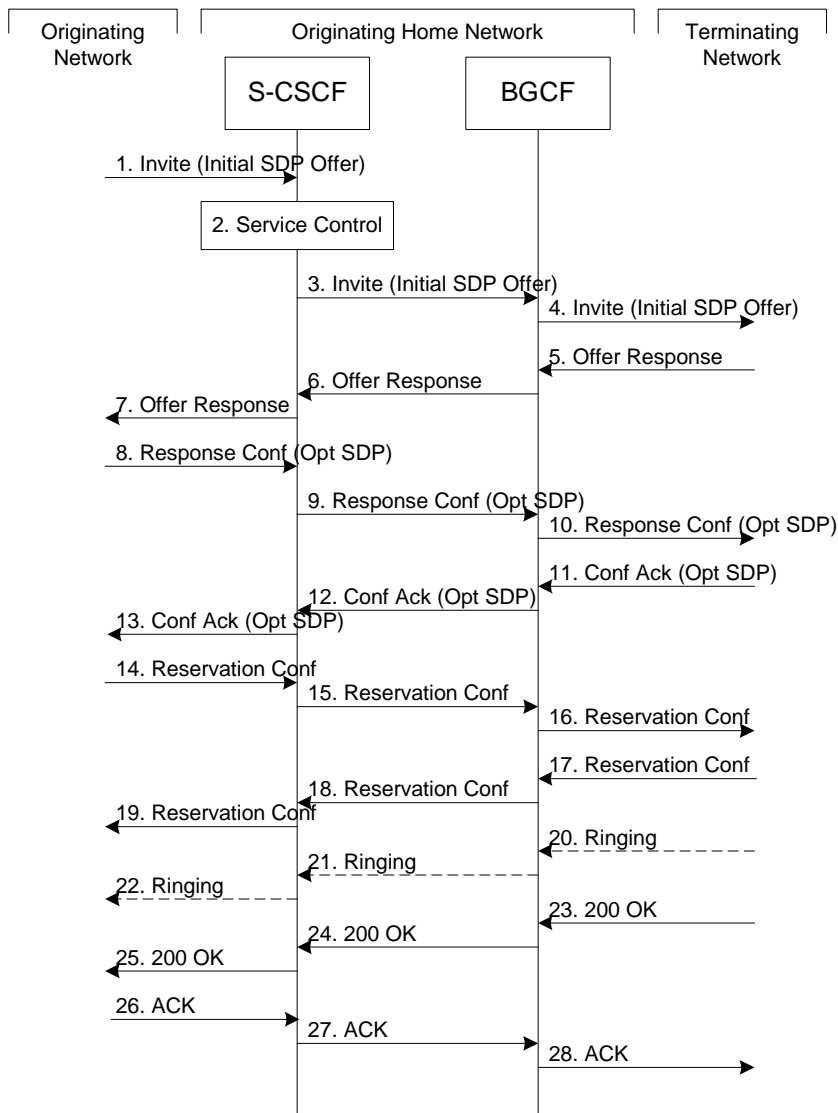 Originating
Network
Originating Home Network
Terminating
Network
S-CSCF
BGCF
1. Invite (Initial SDP Offer)
2. Service Control
3. Invite (Initial SDP Offer)
4. Invite (Initial SDP Offer)
5. Offer Response
6. Offer Response
7. Offer Response
8. Response Conf (Opt SDP)
9. Response Conf (Opt SDP)
10. Response Conf (Opt SDP)
11. Conf Ack (Opt SDP)
12. Conf Ack (Opt SDP)
13. Conf Ack (Opt SDP)
14. Reservation Conf
15. Reservation Conf
16. Reservation Conf
17. Reservation Conf
18. Reservation Conf
19. Reservation Conf
20. Ringing
21. Ringing
22. Ringing
23. 200 OK
24. 200 OK
25. 200 OK
26. ACK
27. ACK
28. ACK